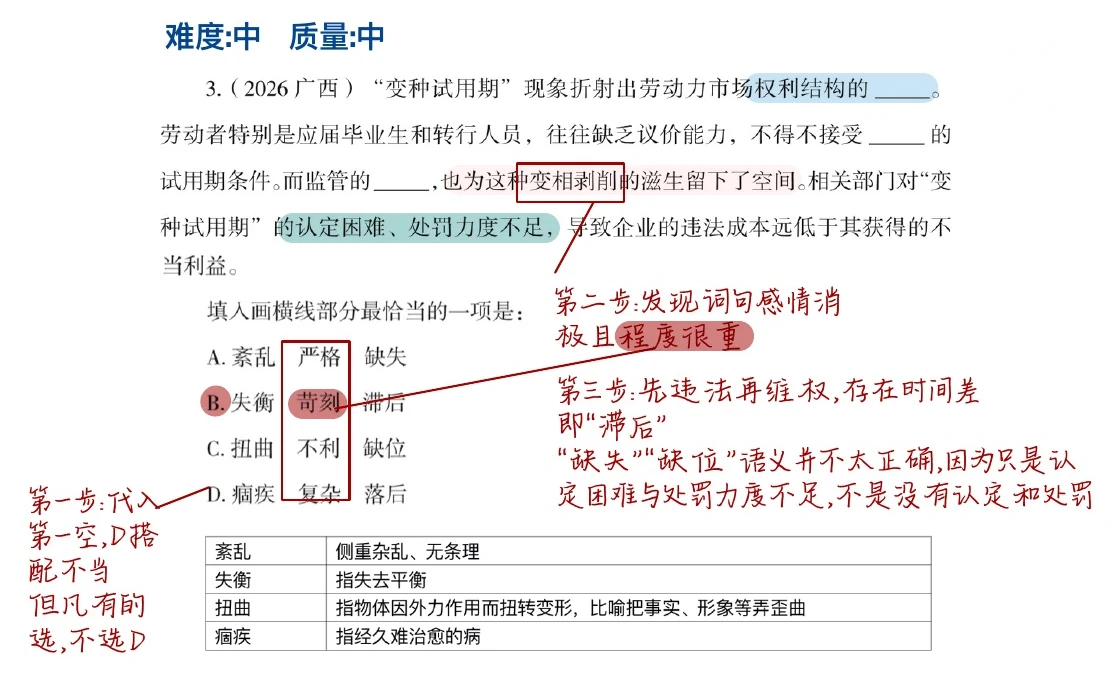 难度:中 质量:中
3.（2026 广西）“变种试用期”现象折射出劳动力市场权利结构的 _____。
劳动者特别是应届毕业生和转行人员，往往缺乏议价能力，不得不接受 _____ 的
试用期条件。而监管的 _____,也为这种变相剥削的滋生留下了空间。相关部门对“变
种试用期”的认定困难、处罚力度不足，导致企业的违法成本远低于其获得的不
当利益。
填入画横线部分最恰当的一项是：
A. 紊乱 严格 缺失
B. 失衡 苛刻 滞后
C. 扭曲 不利 缺位
D. 痼疾 复杂 落后
第二步:发现词句感情消
极且程度很重
第三步:先违法再维权,存在时间差
即“滞后”
“缺失”“缺位”语义并不太正确,因为只是认
定困难与处罚力度不足,不是没有认定和处罚
第一步:代入
第一空,D搭
配不当
但凡有的
选,不选D
紊乱 侧重杂乱、无条理
失衡 指失去平衡
扭曲 指物体因外力作用而扭转变形，比喻把事实、形象等弄歪曲
痼疾 指经久难治愈的病